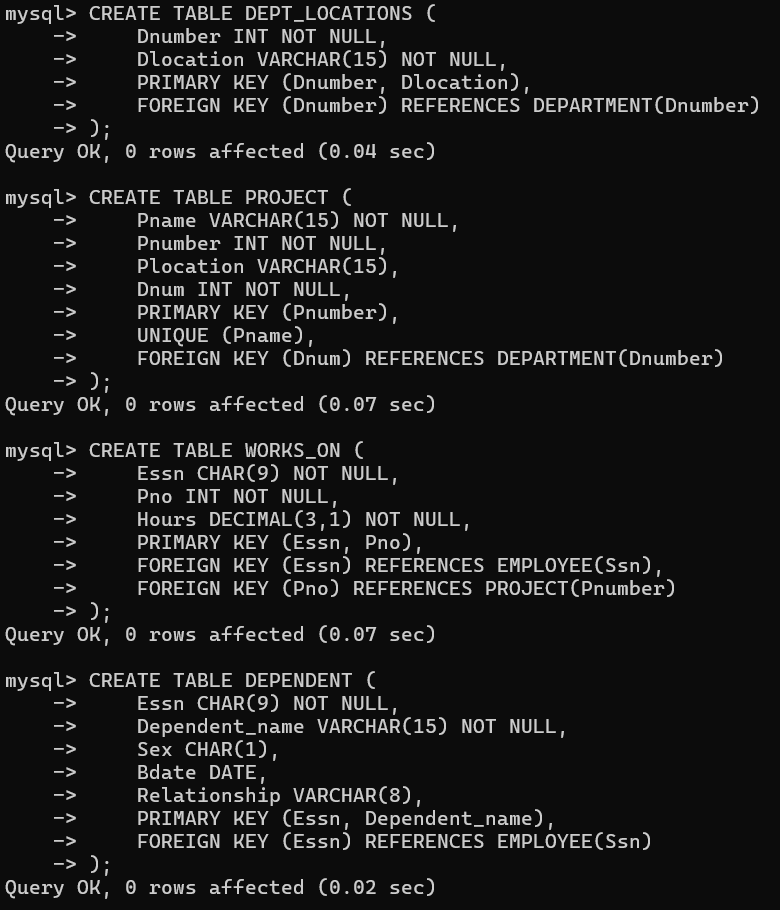 mysql> CREATE TABLE DEPT_LOCATIONS (
    ->     Dnumber INT NOT NULL,
    ->     Dlocation VARCHAR(15) NOT NULL,
    ->     PRIMARY KEY (Dnumber, Dlocation),
    ->     FOREIGN KEY (Dnumber) REFERENCES DEPARTMENT(Dnumber)
    -> );
Query OK, 0 rows affected (0.04 sec)

mysql> CREATE TABLE PROJECT (
    ->     Pname VARCHAR(15) NOT NULL,
    ->     Pnumber INT NOT NULL,
    ->     Plocation VARCHAR(15),
    ->     Dnum INT NOT NULL,
    ->     PRIMARY KEY (Pnumber),
    ->     UNIQUE (Pname),
    ->     FOREIGN KEY (Dnum) REFERENCES DEPARTMENT(Dnumber)
    -> );
Query OK, 0 rows affected (0.07 sec)

mysql> CREATE TABLE WORKS_ON (
    ->     Essn CHAR(9) NOT NULL,
    ->     Pno INT NOT NULL,
    ->     Hours DECIMAL(3,1) NOT NULL,
    ->     PRIMARY KEY (Essn, Pno),
    ->     FOREIGN KEY (Essn) REFERENCES EMPLOYEE(Ssn),
    ->     FOREIGN KEY (Pno) REFERENCES PROJECT(Pnumber)
    -> );
Query OK, 0 rows affected (0.07 sec)

mysql> CREATE TABLE DEPENDENT (
    ->     Essn CHAR(9) NOT NULL,
    ->     Dependent_name VARCHAR(15) NOT NULL,
    ->     Sex CHAR(1),
    ->     Bdate DATE,
    ->     Relationship VARCHAR(8),
    ->     PRIMARY KEY (Essn, Dependent_name),
    ->     FOREIGN KEY (Essn) REFERENCES EMPLOYEE(Ssn)
    -> );
Query OK, 0 rows affected (0.02 sec)